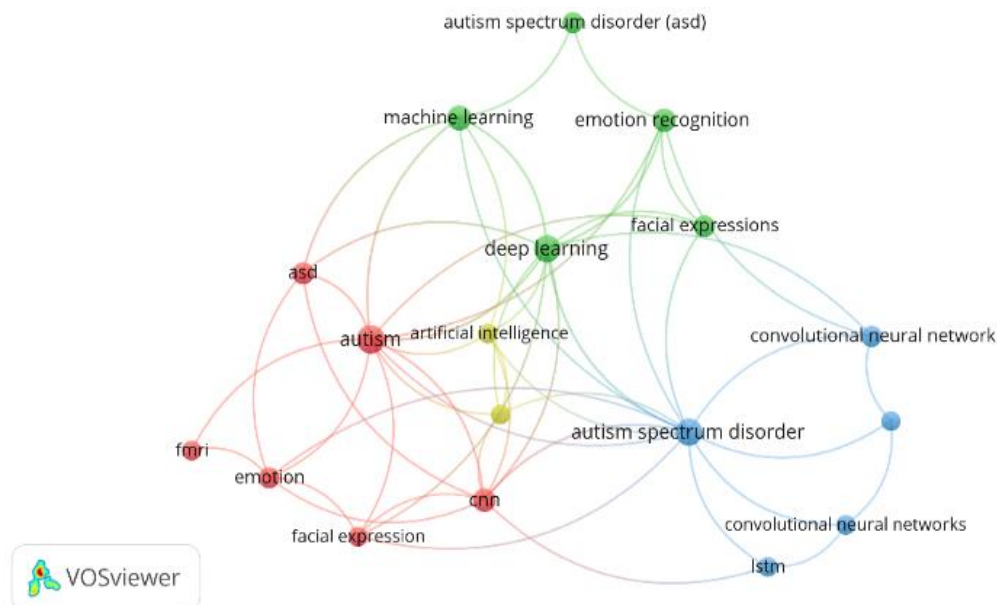 autism spectrum disorder (asd)
machine learning
emotion recognition
facial expressions
deep learning
asd
autism
artificial intelligence
convolutional neural network
autism spectrum disorder
fmri
emotion
cnn
facial expression
convolutional neural networks
lstm
VOSviewer